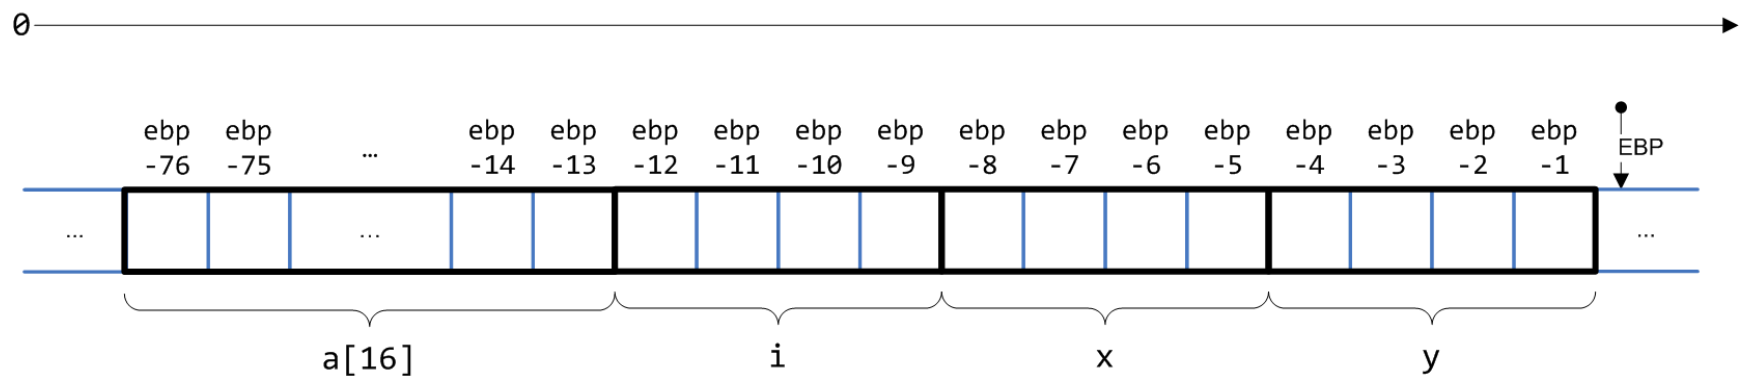 0
ebp ebp ebp ebp ebp ebp ebp ebp ebp ebp ebp ebp ebp ebp ebp ebp
-76 -75 … -14 -13 -12 -11 -10 -9 -8 -7 -6 -5 -4 -3 -2 -1 EBP
... ... ...
a[16] i x y